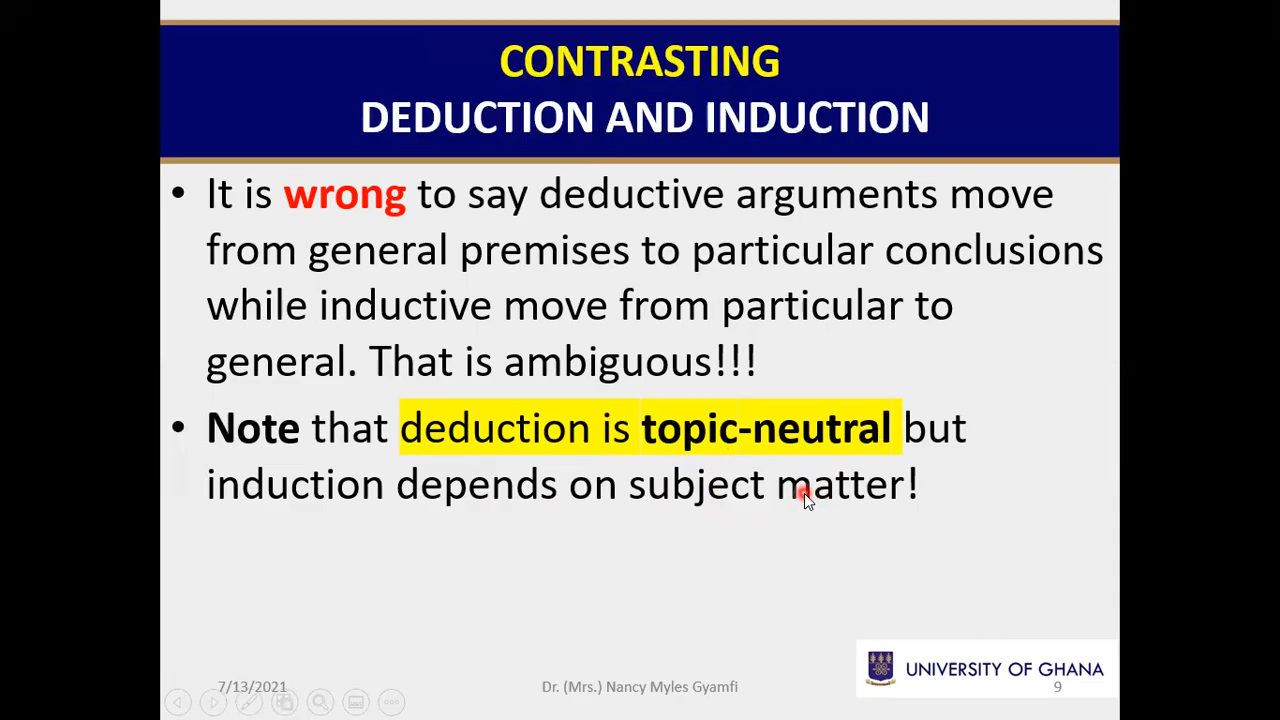 CONTRASTING
DEDUCTION AND INDUCTION
• It is wrong to say deductive arguments move
from general premises to particular conclusions
while inductive move from particular to
general. That is ambiguous!!!
• Note that deduction is topic-neutral but
induction depends on subject matter!
UNIVERSITY OF GHANA
7/13/2021
Dr. (Mrs.) Nancy Myles Gyamfi
9